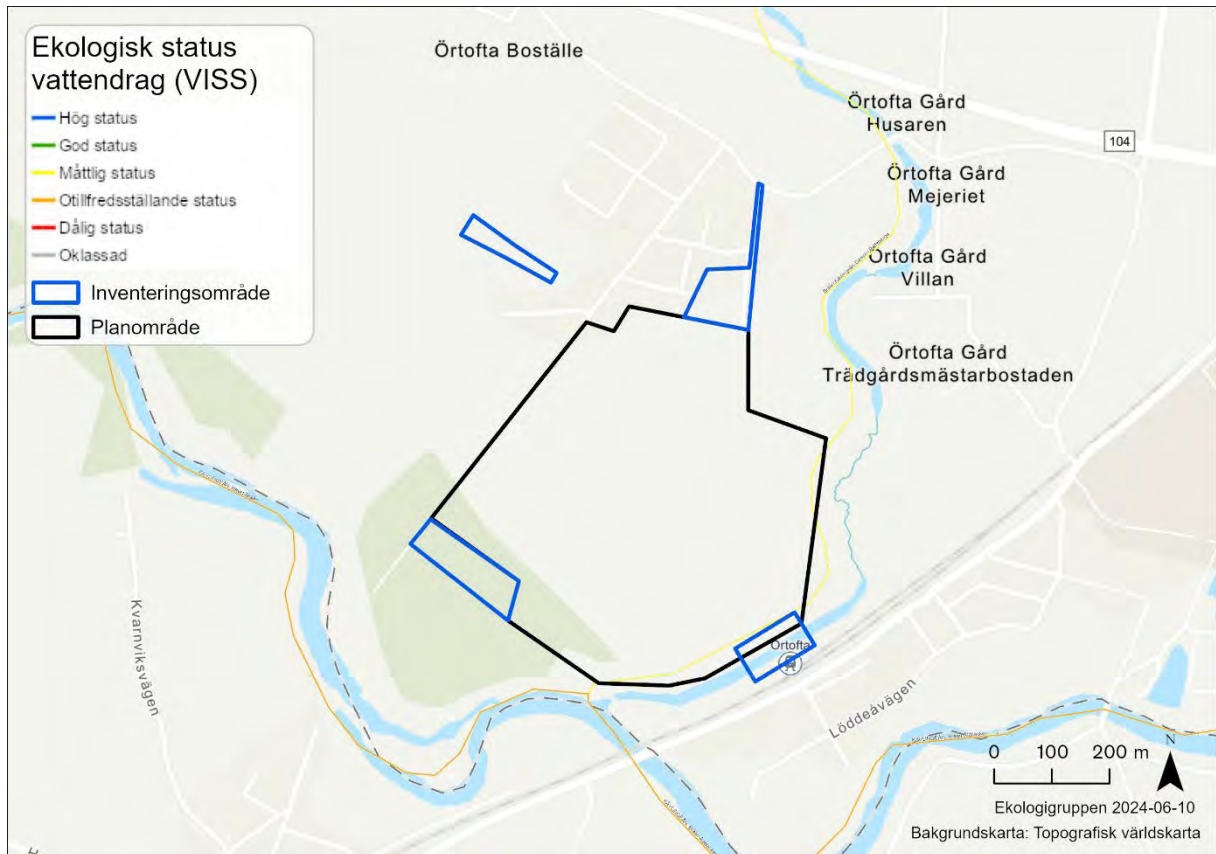 Ekologisk status
vattendrag (VISS)
Hög status
God status
Måttlig status
Otillfredsställande status
Dålig status
Oklassad
Inventeringsområde
Planområde
Örtofta Boställe
Örtofta Gård
Husaren
104
Örtofta Gård
Mejeriet
Örtofta Gård
Villan
Örtofta Gård
Trädgårdsmästarbostaden
Kvarnviksvägen
Örtofta
Löddeåvägen
N
0 100 200 m
Ekologigruppen 2024-06-10
Bakgrundskarta: Topografisk världskarta